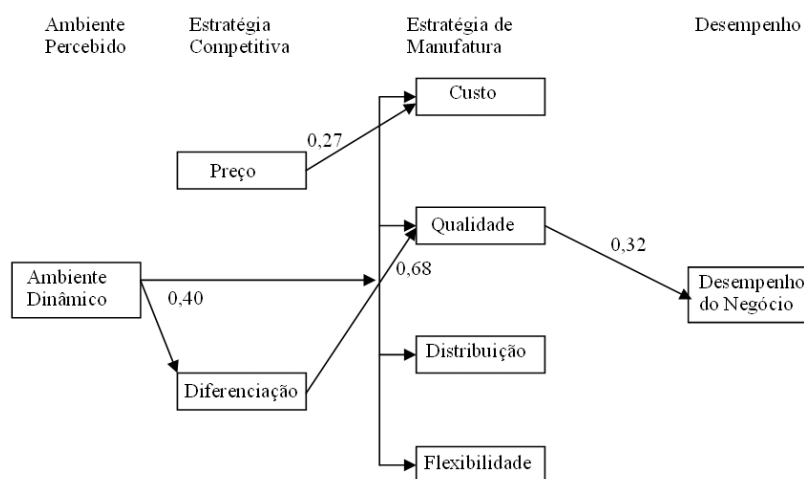 Ambiente
Percebido
Estratégia
Competitiva
Estratégia de
Manufatura
Desempenho
Custo
0,27
Preço
Qualidade
0,32
Ambiente
Dinâmico
0,40
0,68
Desempenho
do Negócio
Distribuição
Diferenciação
Flexibilidade